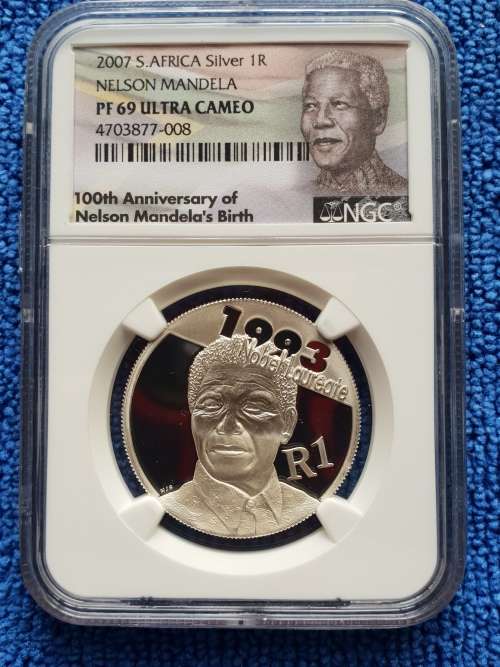 2007 S.AFRICA Silver 1R
NELSON MANDELA
PF 69 ULTRA CAMEO
4703877-008
100th Anniversary of
Nelson Mandela's Birth
NGC
1993
Nobel Laureate
R1